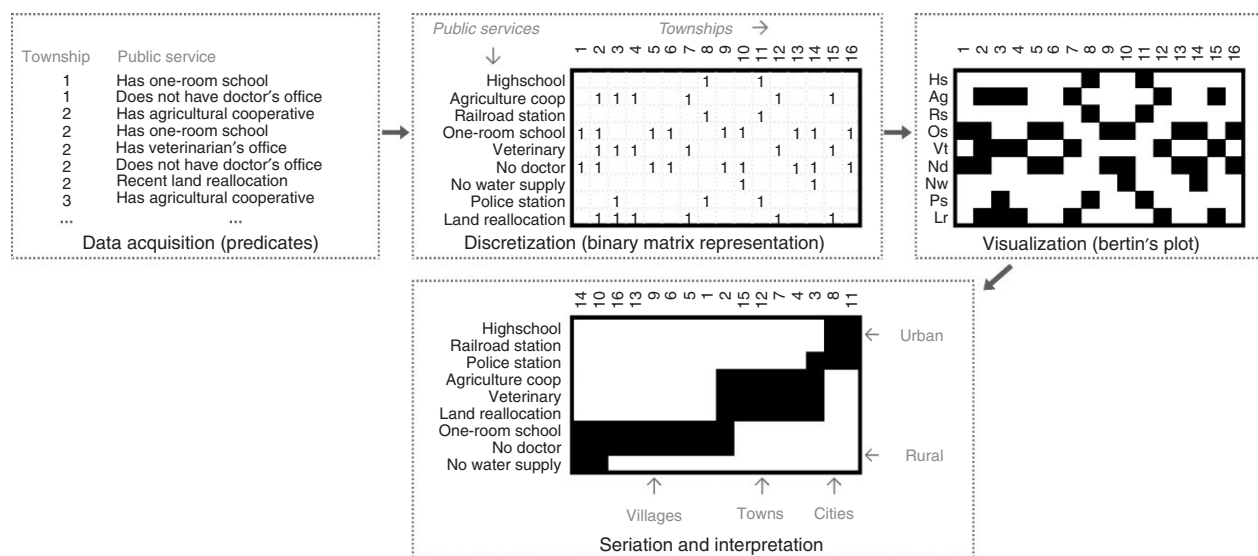 Township Public service
1 Has one-room school
1 Does not have doctor's office
2 Has agricultural cooperative
2 Has one-room school
2 Has veterinarian's office
2 Does not have doctor's office
2 Recent land reallocation
3 Has agricultural cooperative
... ...
Data acquisition (predicates)
Public services Townships
1 2 3 4 5 6 7 8 9 10 11 12 13 14 15 16
Highschool 1 1
Agriculture coop 1 1 1 1 1 1
Railroad station 1 1
One-room school 1 1 1 1 1 1 1 1 1
Veterinary 1 1 1 1 1 1
No doctor 1 1 1 1 1 1 1 1 1
No water supply 1 1
Police station 1 1 1
Land reallocation 1 1 1 1 1 1
Discretization (binary matrix representation)
1 2 3 4 5 6 7 8 9 10 11 12 13 14 15 16
Hs
Ag
Rs
Os
Vt
Nd
Nw
Ps
Lr
Visualization (bertin's plot)
14 10 16 13 9 6 5 1 2 15 12 7 4 3 8 11
Highschool
Railroad station
Police station
Agriculture coop
Veterinary
Land reallocation
One-room school
No doctor
No water supply
Urban
Rural
Villages Towns Cities
Seriation and interpretation